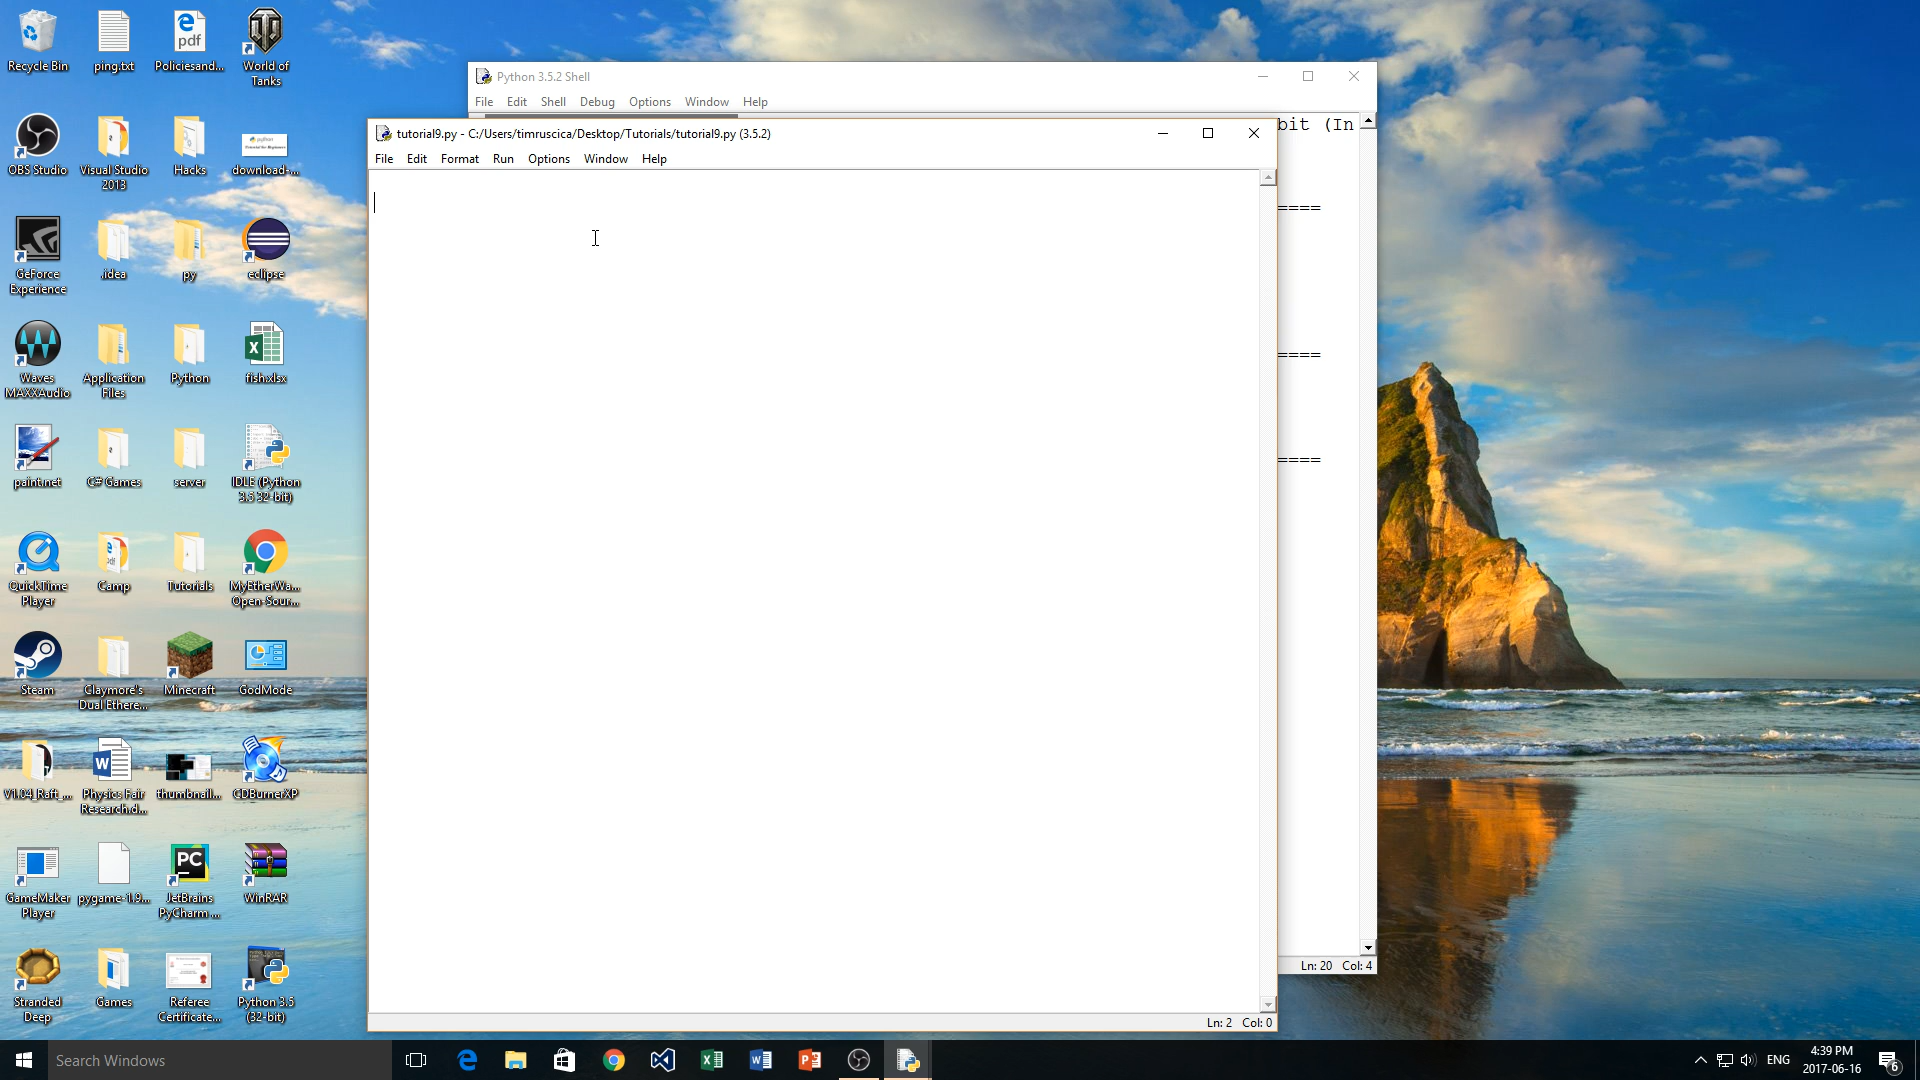 Recycle Bin
ping.txt
Policiesand...
World of
Tanks
OBS Studio
Visual Studio
2013
Hacks
download-...
GeForce
Experience
.idea
py
eclipse
Waves
MAXXAudio
Application
Files
Python
fish.xlsx
paint.net
C# Games
server
IDLE (Python
3.5 32-bit)
QuickTime
Player
Camp
Tutorials
MyEtherWa...
Open-Sour...
Steam
Claymore's
Dual Ethere...
Minecraft
GodMode
V1.04_Raft_...
Physics Fair
Research.d...
thumbnail...
CDBurnerXP
GameMaker
Player
pygame-1.9...
JetBrains
PyCharm ...
WinRAR
Stranded
Deep
Games
Referee
Certificate...
Python 3.5
(32-bit)
Python 3.5.2 Shell
File Edit Shell Debug Options Window Help
bit (In
====
====
====
Ln: 20 Col: 4
tutorial9.py - C:/Users/timruscica/Desktop/Tutorials/tutorial9.py (3.5.2)
File Edit Format Run Options Window Help
Ln: 2 Col: 0
Search Windows
ENG
4:39 PM
2017-06-16
6